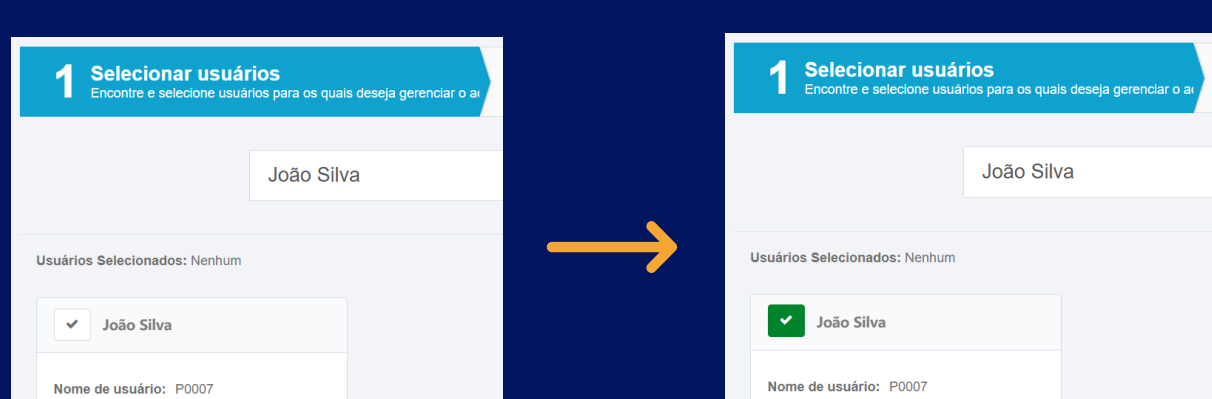 1 Selecionar usuários
Encontre e selecione usuários para os quais deseja gerenciar o
João Silva
Usuários Selecionados: Nenhum
João Silva
Nome de usuário: P0007
1 Selecionar usuários
Encontre e selecione usuários para os quais deseja gerenciar o
João Silva
Usuários Selecionados: Nenhum
João Silva
Nome de usuário: P0007